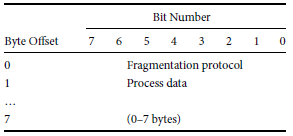 Bit Number
Byte Offset 7 6 5 4 3 2 1 0
0 Fragmentation protocol
1 Process data
...
7 (0–7 bytes)